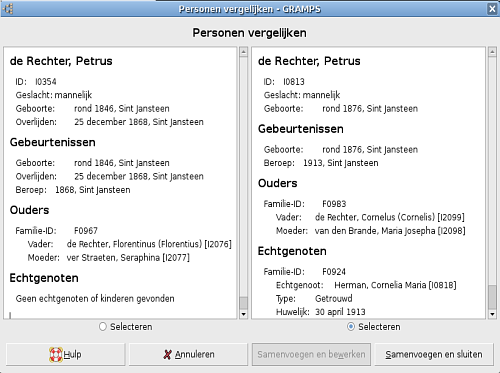 Personen vergelijken - GRAMPS
Personen vergelijken
de Rechter, Petrus
ID: I0354
Geslacht: mannelijk
Geboorte: rond 1846, Sint Jansteen
Overlijden: 25 december 1868, Sint Jansteen
Gebeurtenissen
Geboorte: rond 1846, Sint Jansteen
Overlijden: 25 december 1868, Sint Jansteen
Beroep: 1868, Sint Jansteen
Ouders
Familie-ID: F0967
Vader: de Rechter, Florentinus (Florentius) [I2076]
Moeder: ver Straeten, Seraphina [I2077]
Echtgenoten
Geen echtgenoten of kinderen gevonden
Selecteren
de Rechter, Petrus
ID: I0813
Geslacht: mannelijk
Geboorte: rond 1876, Sint Jansteen
Gebeurtenissen
Geboorte: rond 1876, Sint Jansteen
Beroep: 1913, Sint Jansteen
Ouders
Familie-ID: F0983
Vader: de Rechter, Cornelus (Cornelis) [I2099]
Moeder: van den Brande, Maria Josepha [I2098]
Echtgenoten
Familie-ID: F0924
Echtgenoot: Herman, Cornelia Maria [I0818]
Type: Getrouwd
Huwelijk: 30 april 1913
Selecteren
Hulp
Annuleren
Samenvoegen en bewerken
Samenvoegen en sluiten